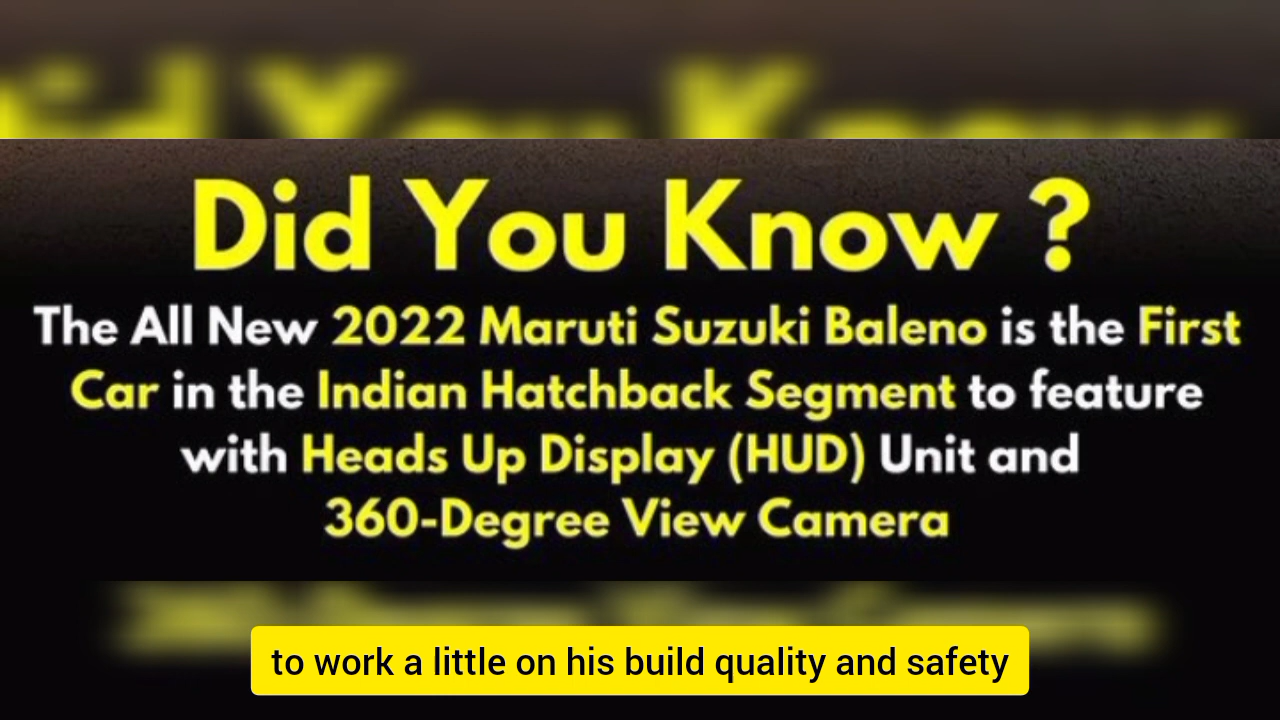 Did You Know ?
The All New 2022 Maruti Suzuki Baleno is the First
Car in the Indian Hatchback Segment to feature
with Heads Up Display (HUD) Unit and
360-Degree View Camera
to work a little on his build quality and safety